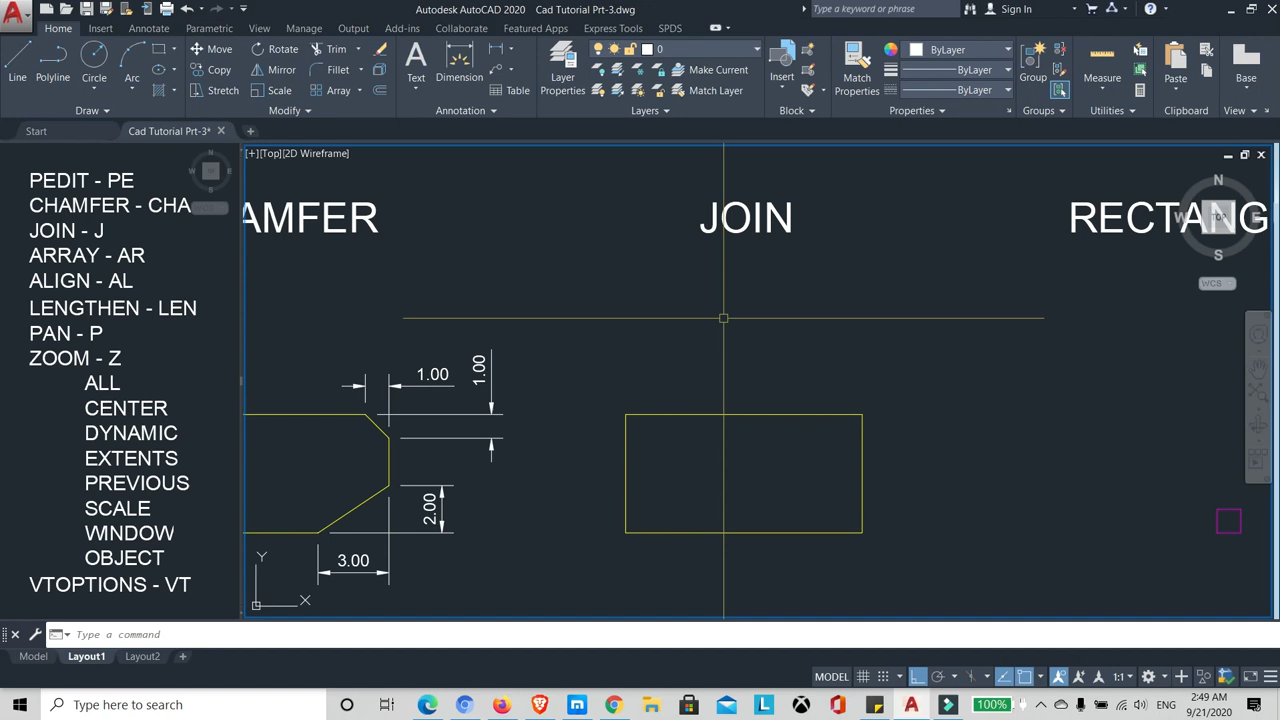 Autodesk AutoCAD 2020 Cad Tutorial Prt-3.dwg
Type a keyword or phrase
Sign In
Home Insert Annotate Parametric View Manage Output Add-ins Collaborate Express Tools Featured Apps SPDS
Line
Polyline
Circle
Arc
Move
Rotate
Trim
Copy
Mirror
Fillet
Stretch
Scale
Array
Text
Dimension
Table
Layer
Properties
0
Make Current
Match Layer
Insert
Match
Properties
ByLayer
ByLayer
ByLayer
Group
Measure
Paste
Base
Draw
Modify
Annotation
Layers
Block
Properties
Groups
Utilities
Clipboard
View
Start
Cad Tutorial Prt-3*
[+][Top][2D Wireframe]
PEDIT - PE
CHAMFER - CHA
JOIN - J
ARRAY - AR
ALIGN - AL
LENGTHEN - LEN
PAN - P
ZOOM - Z
ALL
CENTER
DYNAMIC
EXTENTS
PREVIOUS
SCALE
WINDOW
OBJECT
VTOPTIONS - VT
AMFER
JOIN
RECTANG
N
W
TOP
E
S
WCS
1.00
1.00
2.00
3.00
Y
X
Type a command
Model
Layout1
Layout2
MODEL
1:1
Type here to search
100%
ENG
2:49 AM
9/21/2020